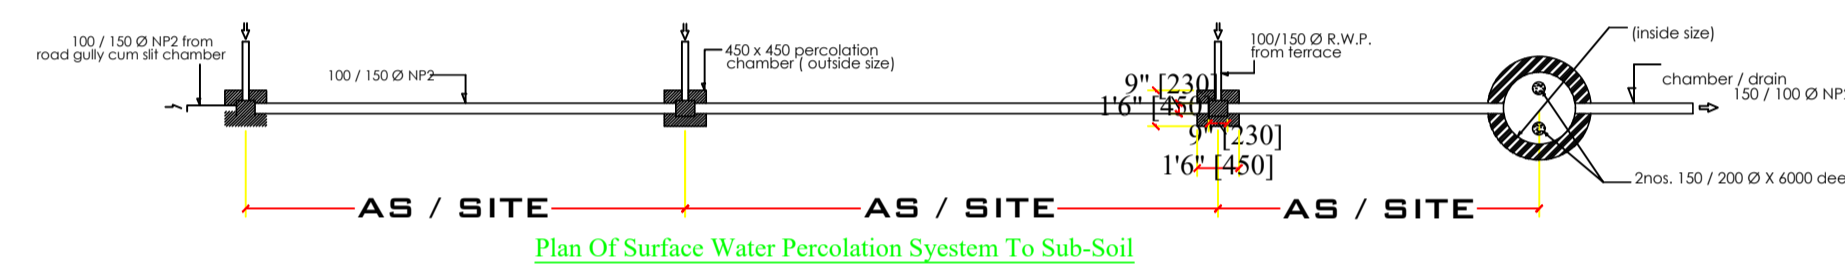 100 / 150 Ø NP2 from
road gully cum slit chamber
100 / 150 Ø NP2
450 x 450 percolation
chamber ( outside size)
100/150 Ø R.W.P.
from terrace
9" [230]
1'6" [450]
9" [230]
1'6" [450]
(inside size)
chamber / drain
150 / 100 Ø NP
2nos. 150 / 200 Ø X 6000 dee
AS / SITE
AS / SITE
AS / SITE
Plan Of Surface Water Percolation Syestem To Sub-Soil